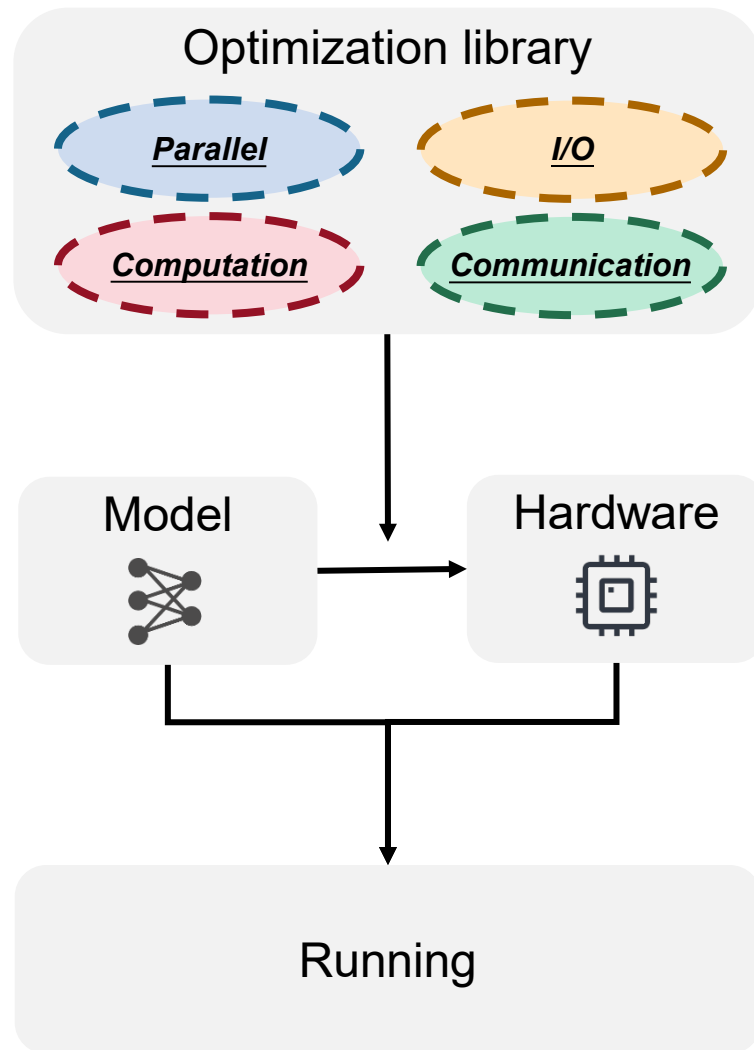 Optimization library
Parallel
I/O
Computation
Communication
Model
Hardware
Running